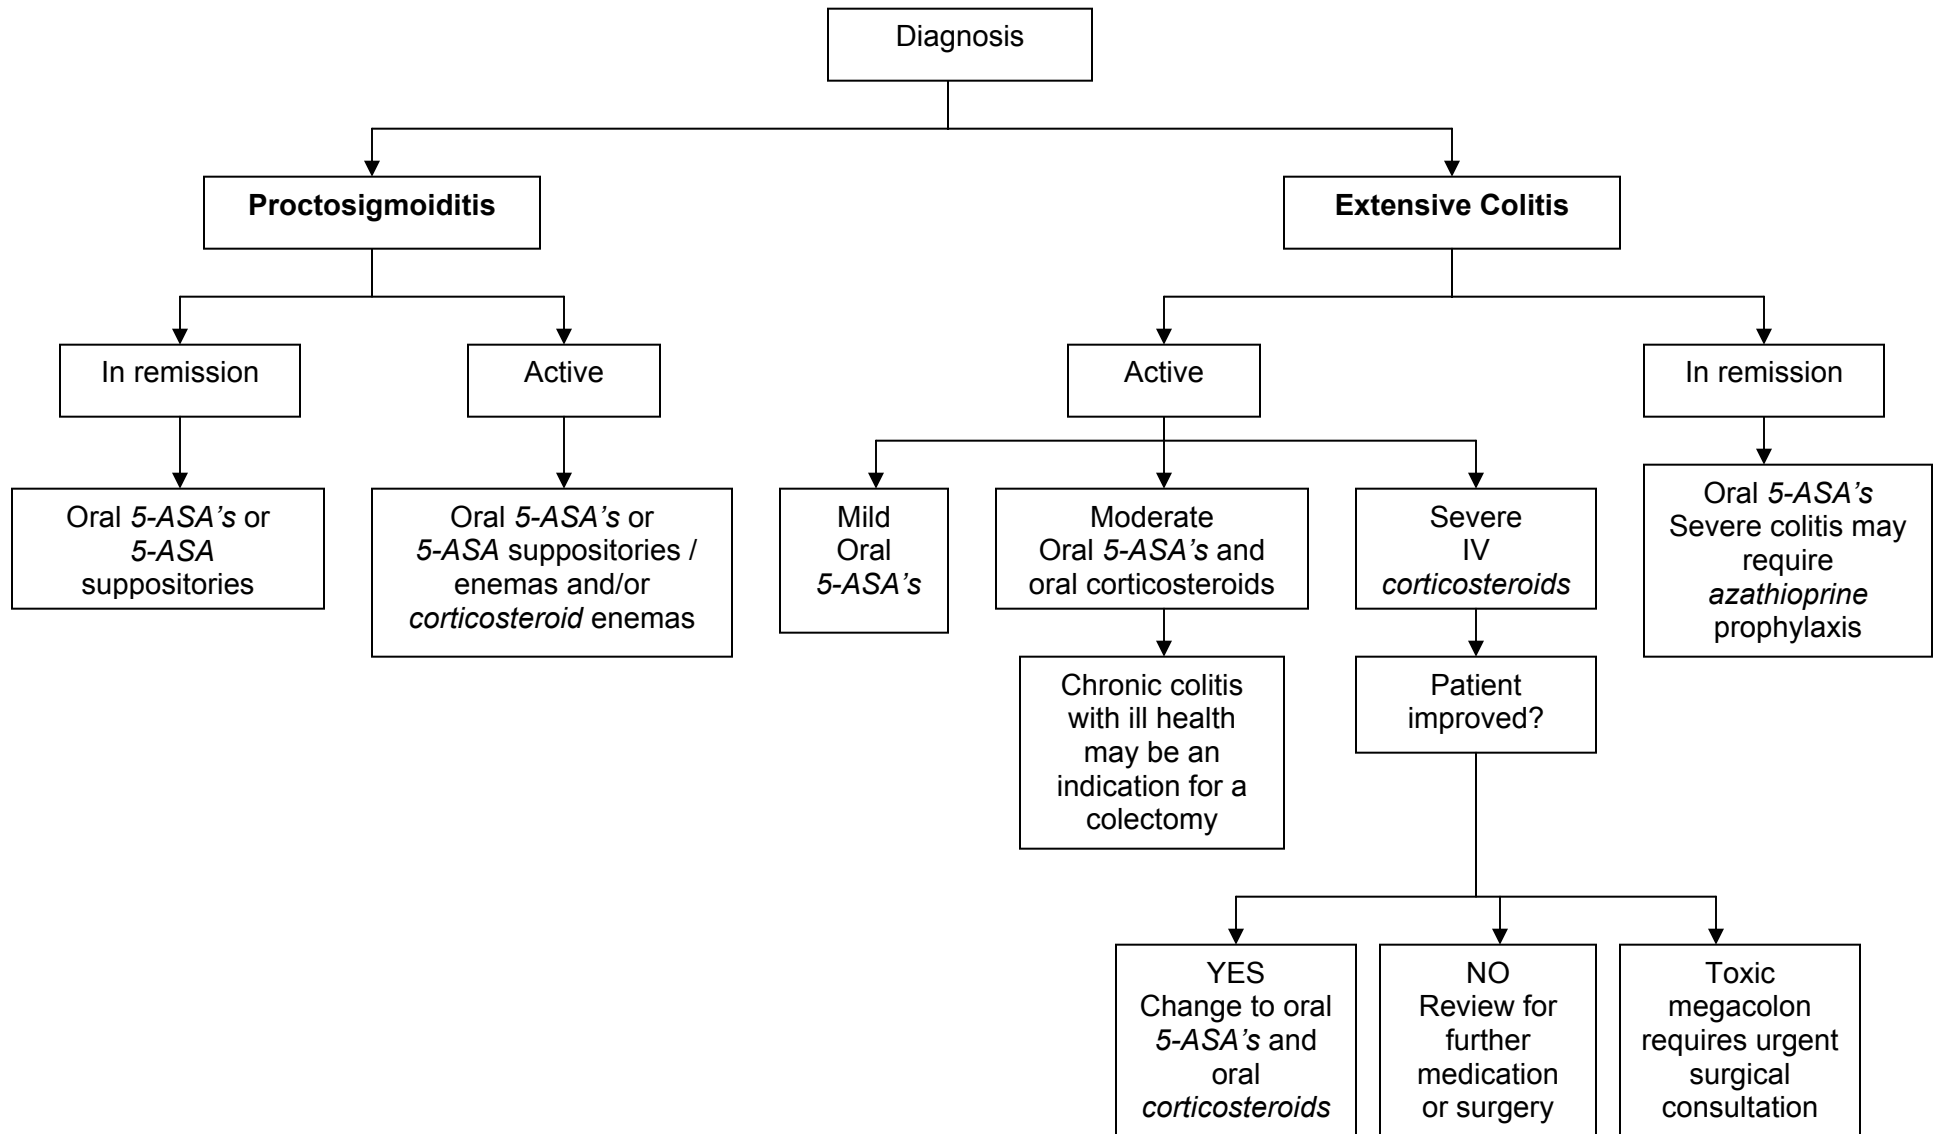 Diagnosis
Proctosigmoiditis
Extensive Colitis
In remission
Active
Active
In remission
Oral 5-ASA’s or
5-ASA
suppositories
Oral 5-ASA’s or
5-ASA suppositories /
enemas and/or
corticosteroid enemas
Mild
Oral
5-ASA’s
Moderate
Oral 5-ASA’s and
oral corticosteroids
Severe
IV
corticosteroids
Oral 5-ASA’s
Severe colitis may
require
azathioprine
prophylaxis
Chronic colitis
with ill health
may be an
indication for a
colectomy
Patient
improved?
YES
Change to oral
5-ASA’s and
oral
corticosteroids
NO
Review for
further
medication
or surgery
Toxic
megacolon
requires urgent
surgical
consultation